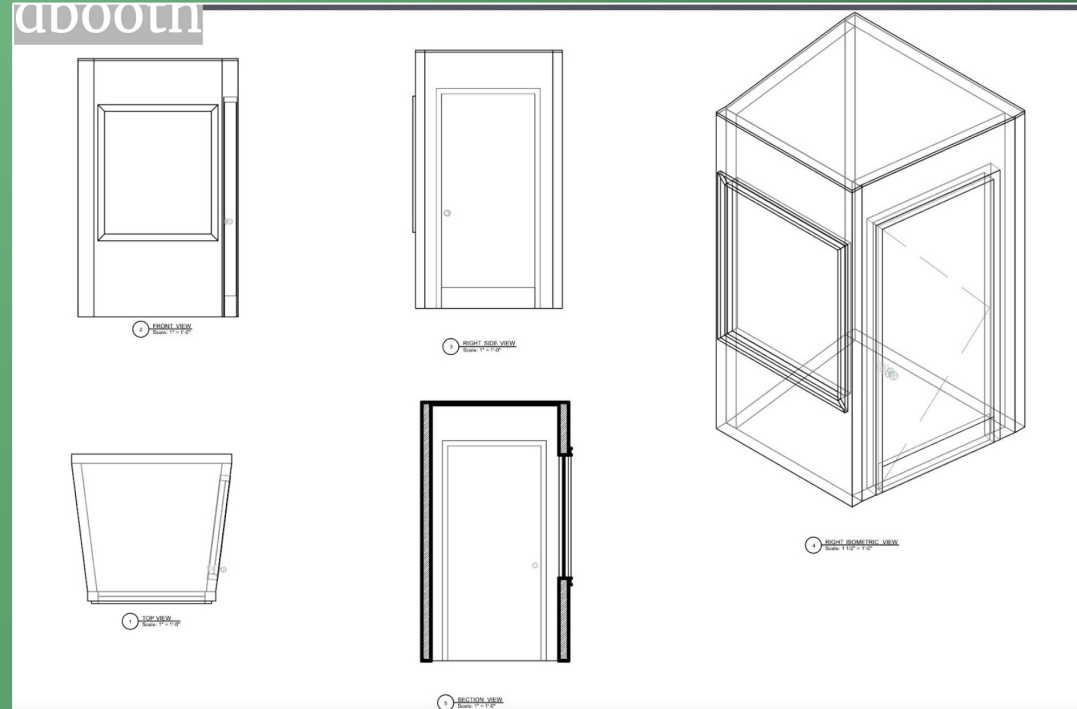 dbooth
2 FRONT VIEW
Scale: 1" = 1'-0"
3 RIGHT SIDE VIEW
Scale: 1" = 1'-0"
1 TOP VIEW
Scale: 1" = 1'-0"
4 RIGHT ISOMETRIC VIEW
Scale: 1 1/2" = 1'-0"
5 SECTION VIEW
Scale: 1" = 1'-0"